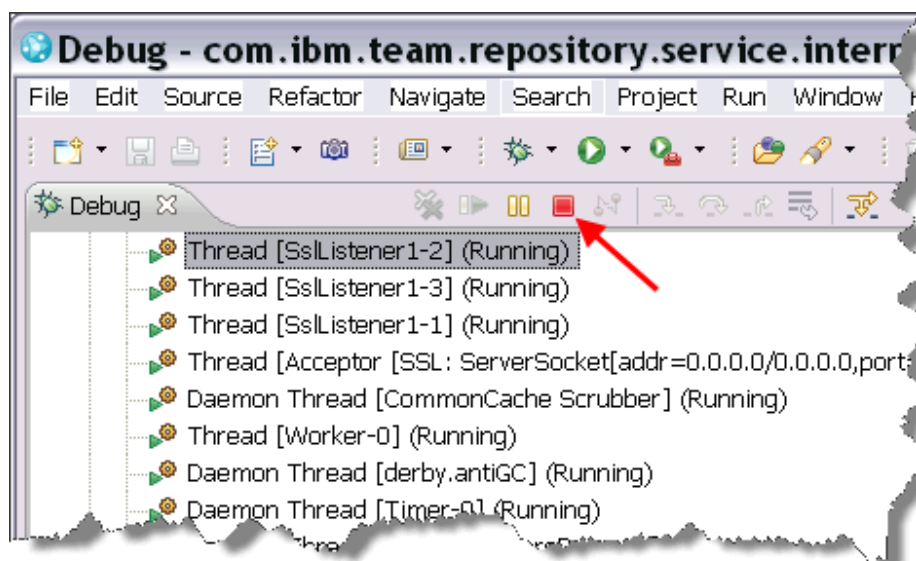 Debug - com.ibm.team.repository.service.intern
File Edit Source Refactor Navigate Search Project Run Window
Debug
Thread [SslListener1-2] (Running)
Thread [SslListener1-3] (Running)
Thread [SslListener1-1] (Running)
Thread [Acceptor [SSL: ServerSocket[addr=0.0.0.0/0.0.0.0,port=
Daemon Thread [CommonCache Scrubber] (Running)
Thread [Worker-0] (Running)
Daemon Thread [derby.antiGC] (Running)
Daemon Thread [Timer-0] (Running)